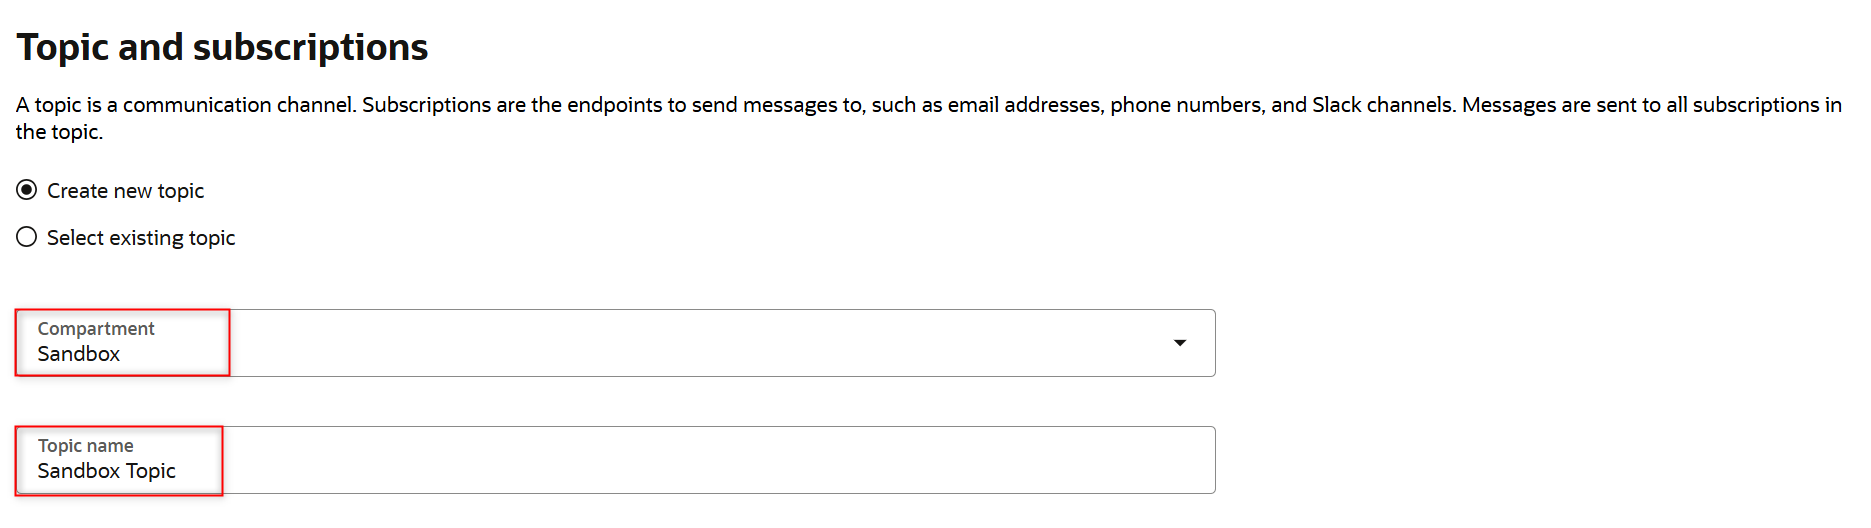 Topic and subscriptions
A topic is a communication channel. Subscriptions are the endpoints to send messages to, such as email addresses, phone numbers, and Slack channels. Messages are sent to all subscriptions in
the topic.
Create new topic
Select existing topic
Compartment
Sandbox
Topic name
Sandbox Topic